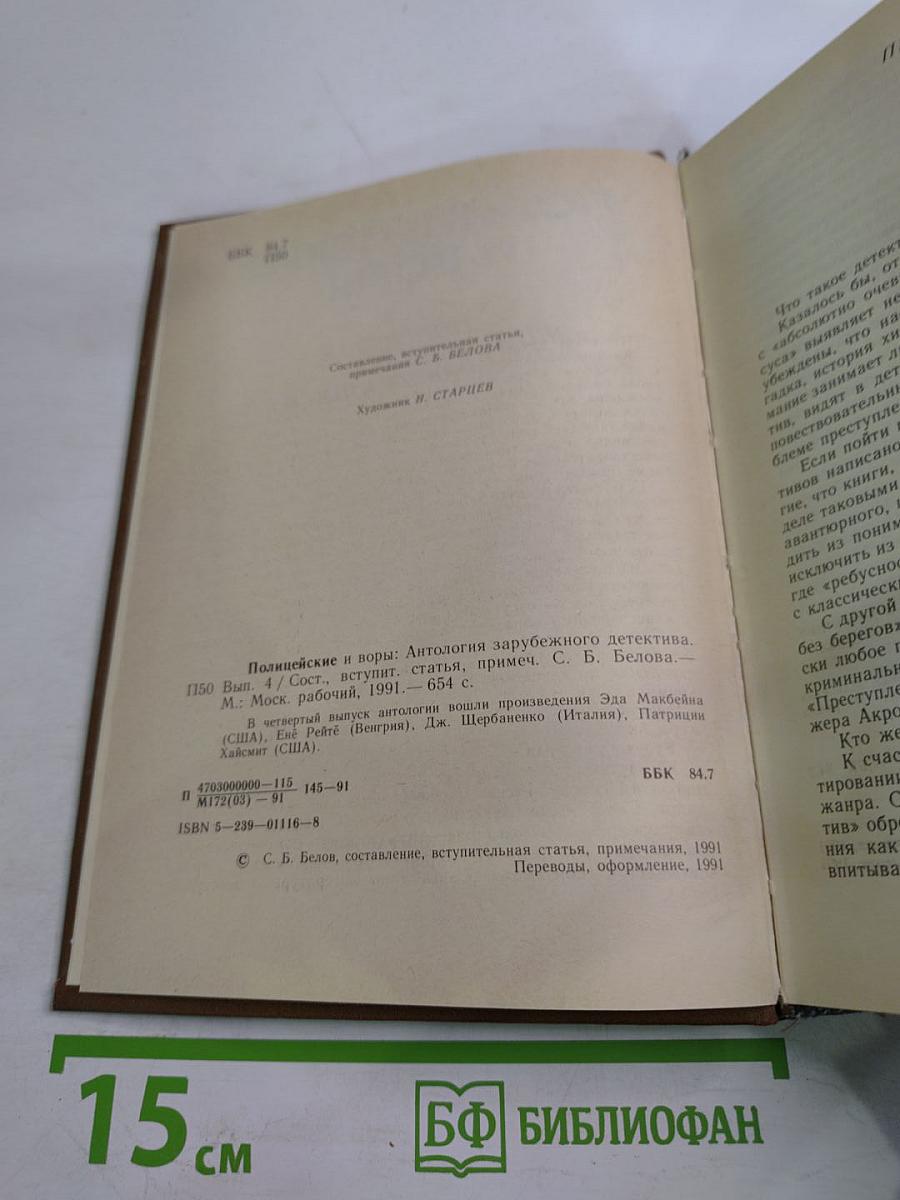 ББК 84.7
П50
Составление, вступительная статья,
примечания С. Б. БЕЛОВА
Художник Н. СТАРЦЕВ
Полицейские и воры: Антология зарубежного детектива.
П50 Вып. 4 / Сост., вступит. статья, примеч. С. Б. Белова.—
М.: Моск. рабочий, 1991.— 654 с.
В четвертый выпуск антологии вошли произведения Эда Макбейна
(США), Енё Рейтё (Венгрия), Дж. Щербаненко (Италия), Патриции
Хайсмит (США).
П 4703000000—115
М172(03) — 91 145—91
ББК 84.7
ISBN 5—239—01116—8
© С. Б. Белов, составление, вступительная статья, примечания, 1991
Переводы, оформление, 1991
Что такое детект
Казалось бы, от
с «абсолютно очев
суса» выявляет не
убеждены, что на
гадка, история хи
мание занимает л
тив, видят в дет
повествовательны
блеме преступле
Если пойти п
тивов написано
гие, что книги,
деле таковыми
авантюрного,
дить из поним
исключить из
где «ребуснос
с классически
С другой
без берегов»
ски любое п
криминальн
«Преступле
жера Акро
Кто же
К счас
тировании
жанра. С
тив» обре
ния как
впитыва
15 см
БФ БИБЛИОФАН